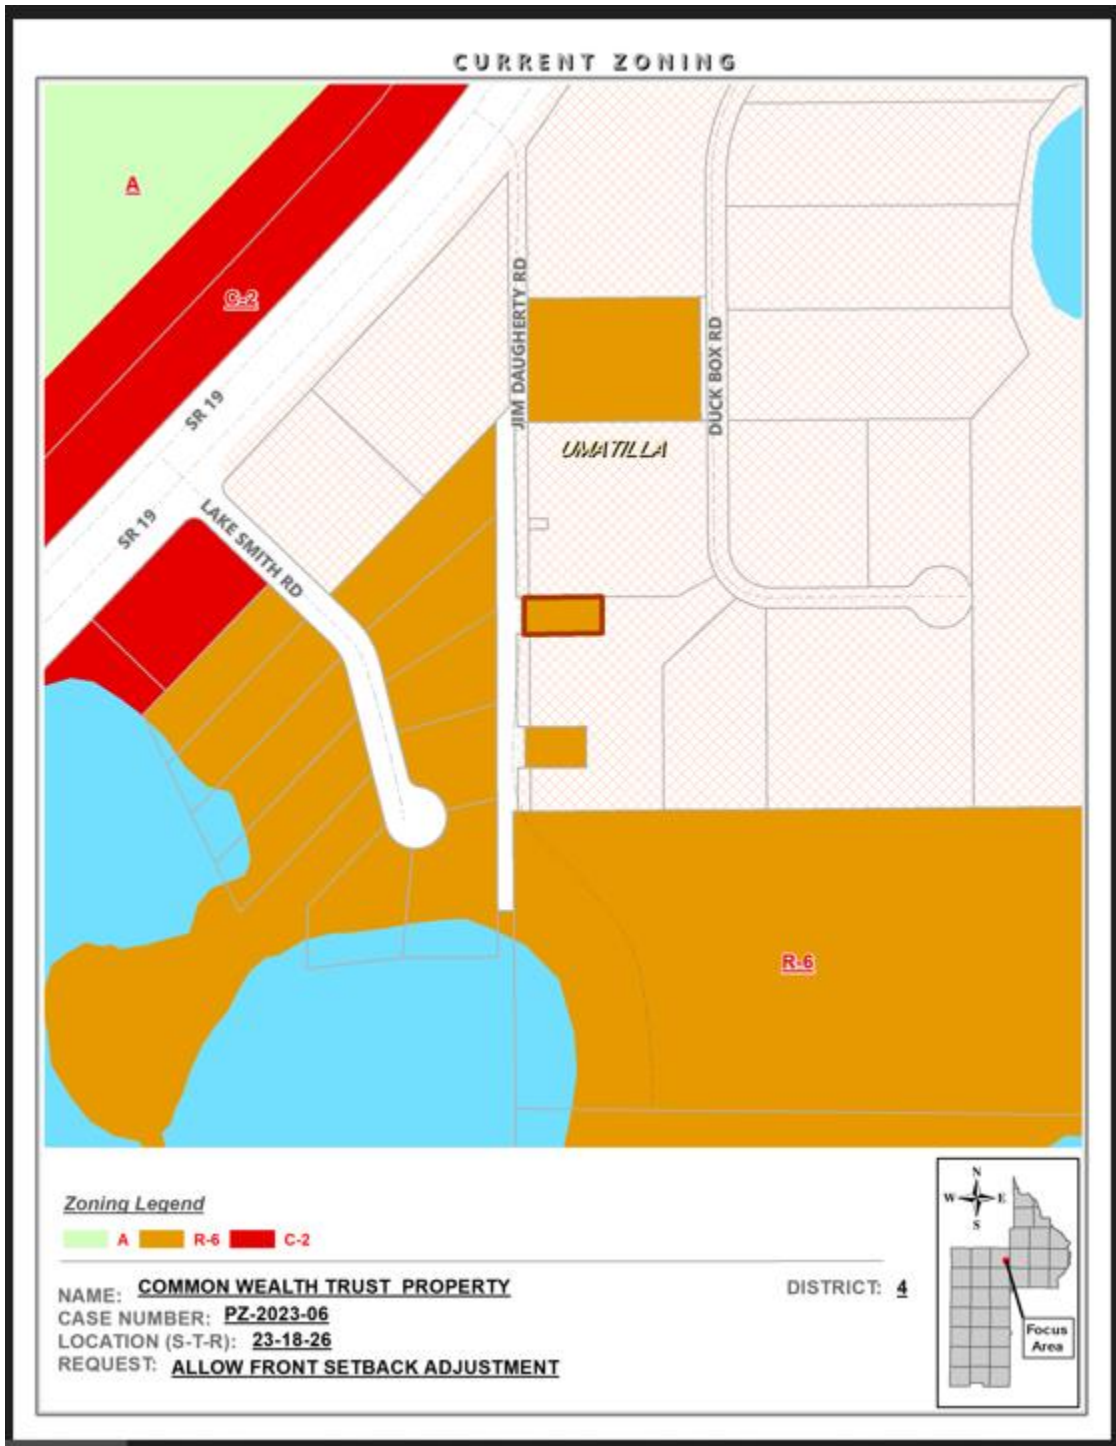 CURRENT ZONING
A
C-2
SR 19
SR 19
LAKE SMITH RD
JIM DAUGHERTY RD
DUCK BOX RD
UMATILLA
R-6
Zoning Legend
A R-6 C-2
NAME: COMMON WEALTH TRUST PROPERTY
CASE NUMBER: PZ-2023-06
LOCATION (S-T-R): 23-18-26
REQUEST: ALLOW FRONT SETBACK ADJUSTMENT
DISTRICT: 4
N
W E
S
Focus
Area